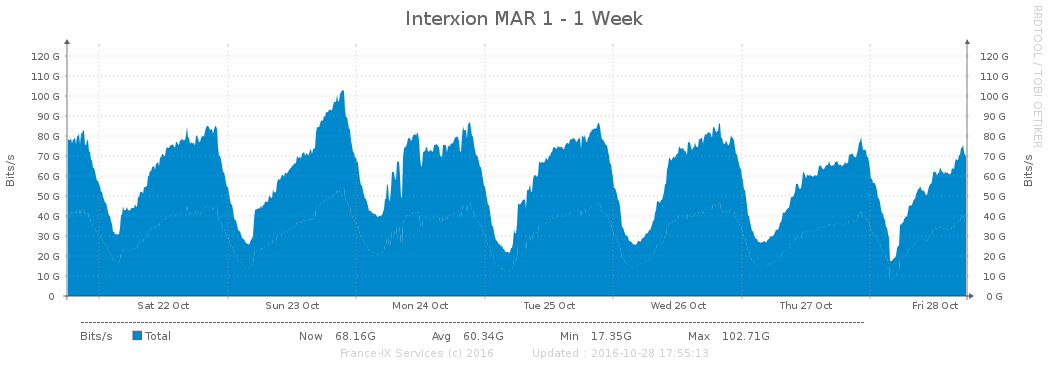 Interxion MAR 1 - 1 Week
RRDTOOL / TOBI OETIKER
Bits/s
120 G
110 G
100 G
90 G
80 G
70 G
60 G
50 G
40 G
30 G
20 G
10 G
0
120 G
110 G
100 G
90 G
80 G
70 G
60 G
50 G
40 G
30 G
20 G
10 G
0 G
Bits/s
Sat 22 Oct Sun 23 Oct Mon 24 Oct Tue 25 Oct Wed 26 Oct Thu 27 Oct Fri 28 Oct
Bits/s Total Now 68.16G Avg 60.34G Min 17.35G Max 102.71G
France-IX Services (c) 2016 Updated : 2016-10-28 17:55:13